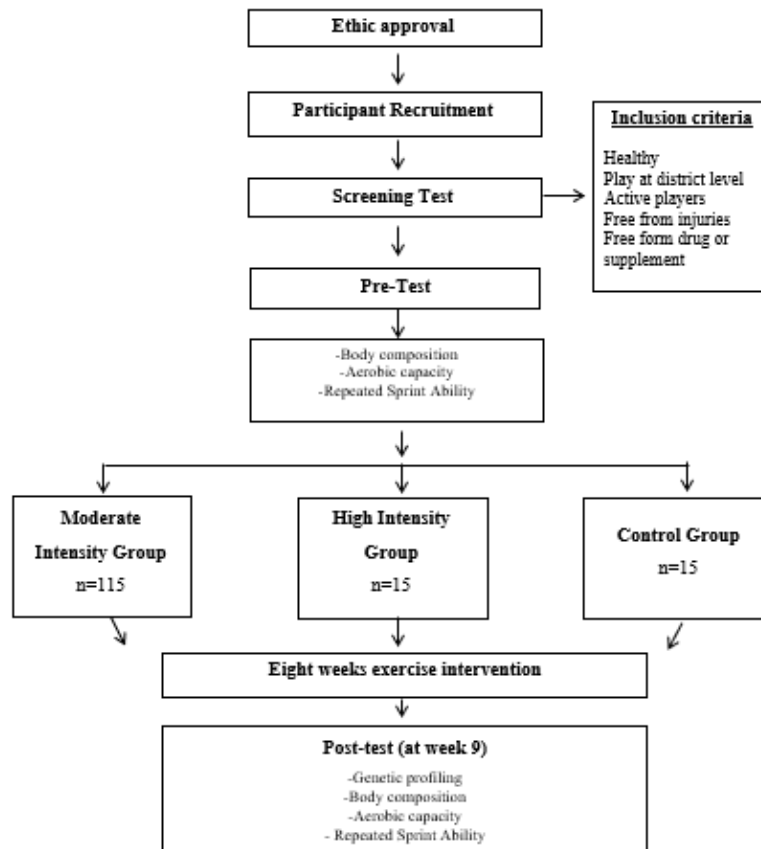 Ethic approval
Participant Recruitment
Inclusion criteria
Healthy
Play at district level
Active players
Free from injuries
Free form drug or
supplement
Screening Test
Pre-Test
-Body composition
-Aerobic capacity
-Repeated Sprint Ability
Moderate
Intensity Group
n=115
High Intensity
Group
n=15
Control Group
n=15
Eight weeks exercise intervention
Post-test (at week 9)
-Genetic profiling
-Body composition
-Aerobic capacity
- Repeated Sprint Ability